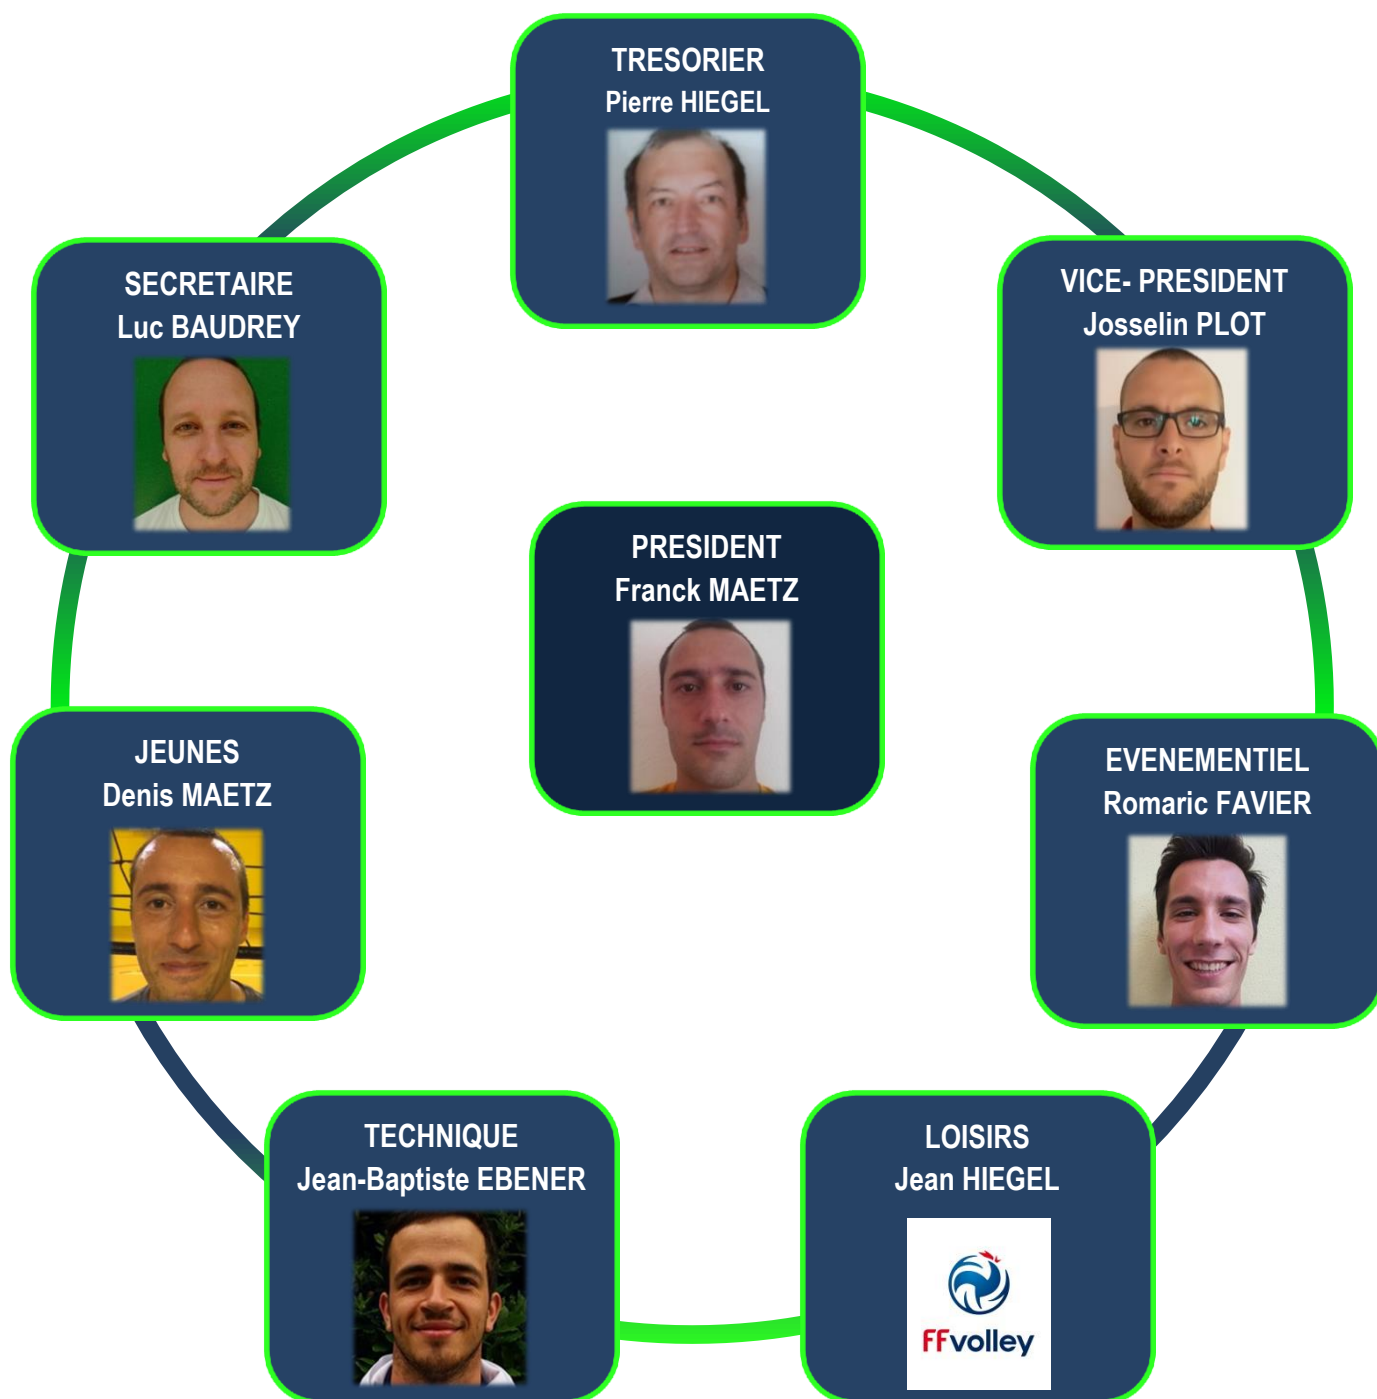 TRESORIER
Pierre HIEGEL
SECRETAIRE
Luc BAUDREY
VICE- PRESIDENT
Josselin PLOT
PRESIDENT
Franck MAETZ
JEUNES
Denis MAETZ
EVENEMENTIEL
Romaric FAVIER
TECHNIQUE
Jean-Baptiste EBENER
LOISIRS
Jean HIEGEL
FFvolley